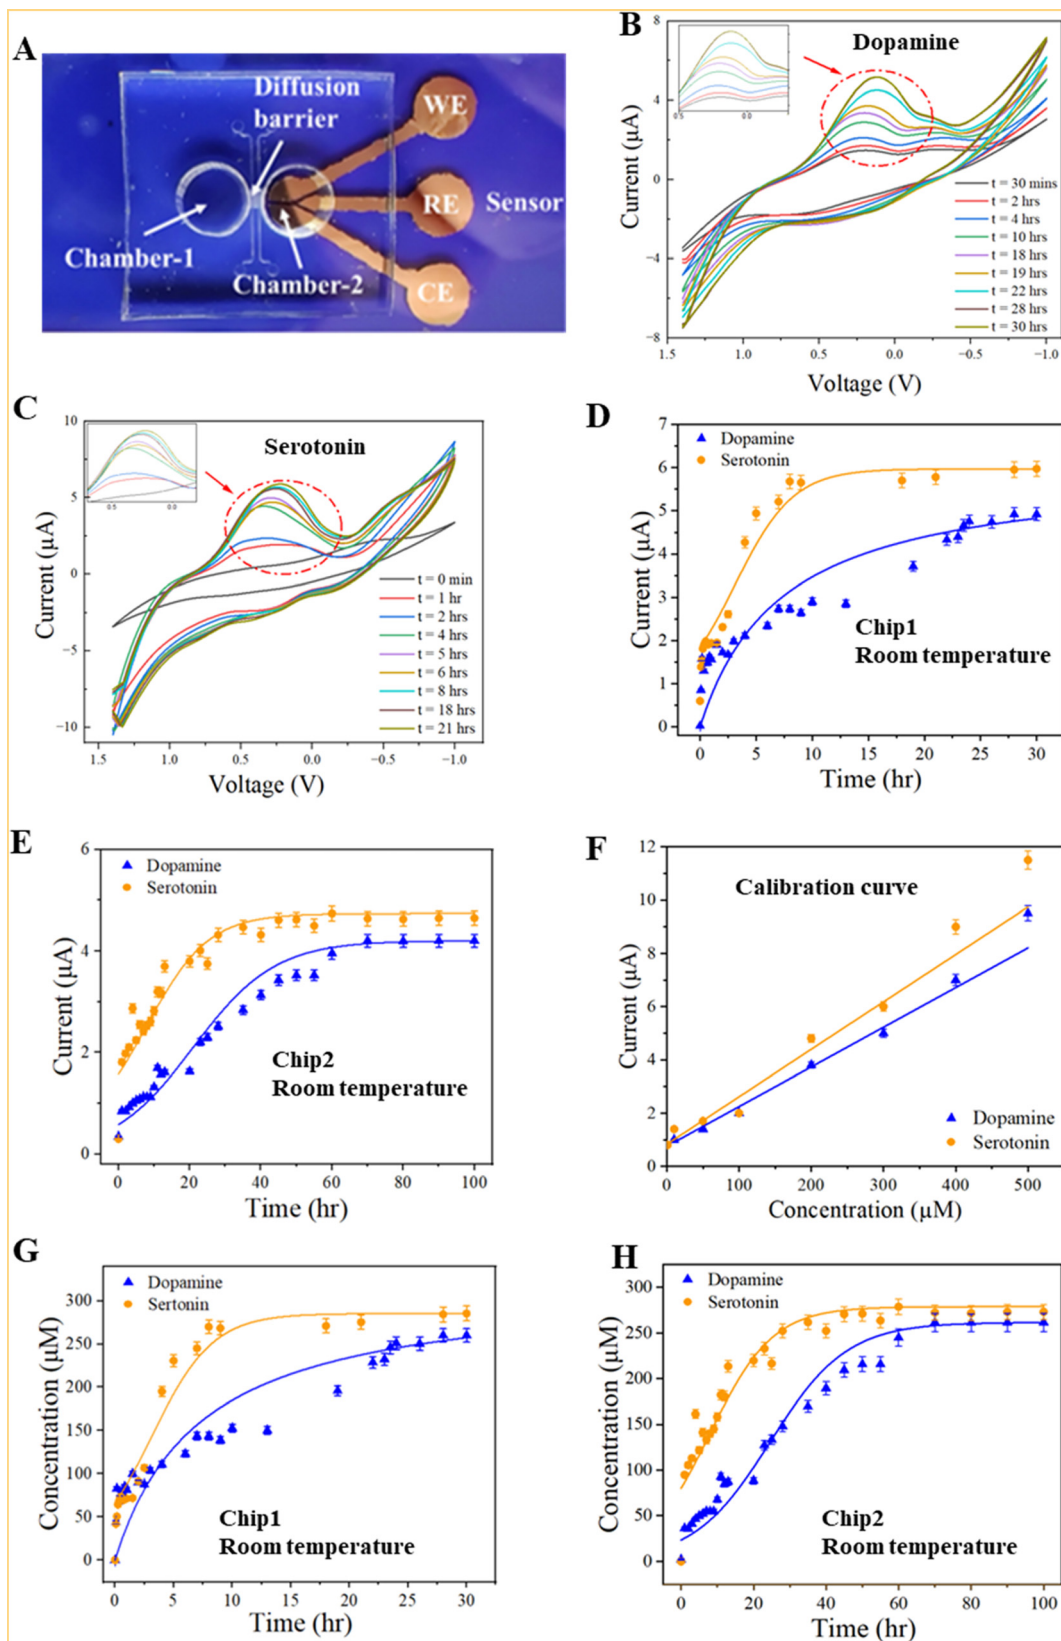 A
Diffusion
barrier
WE
RE
Sensor
Chamber-1
Chamber-2
CE
B
Dopamine
8
4
0
−4
−8
Current (µA)
0.5
0.0
t = 30 mins
t = 2 hrs
t = 4 hrs
t = 10 hrs
t = 18 hrs
t = 19 hrs
t = 22 hrs
t = 28 hrs
t = 30 hrs
1.5 1.0 0.5 0.0 −0.5 −1.0
Voltage (V)
C
Serotonin
10
5
0
−5
−10
Current (µA)
0.5 0.0
t = 0 min
t = 1 hr
t = 2 hrs
t = 4 hrs
t = 5 hrs
t = 6 hrs
t = 8 hrs
t = 18 hrs
t = 21 hrs
1.5 1.0 0.5 0.0 −0.5 −1.0
Voltage (V)
D
Dopamine
Serotonin
7
6
5
4
3
2
1
0
Current (µA)
Chip1
Room temperature
0 5 10 15 20 25 30
Time (hr)
E
Dopamine
Serotonin
6
4
2
0
Current (µA)
Chip2
Room temperature
0 20 40 60 80 100
Time (hr)
F
Calibration curve
12
10
8
6
4
2
0
Current (µA)
Dopamine
Serotonin
0 100 200 300 400 500
Concentration (µM)
G
Dopamine
Sertonin
300
250
200
150
100
50
0
Concentration (µM)
Chip1
Room temperature
0 5 10 15 20 25 30
Time (hr)
H
Dopamine
Serotonin
300
250
200
150
100
50
0
Concentration (µM)
Chip2
Room temperature
0 20 40 60 80 100
Time (hr)